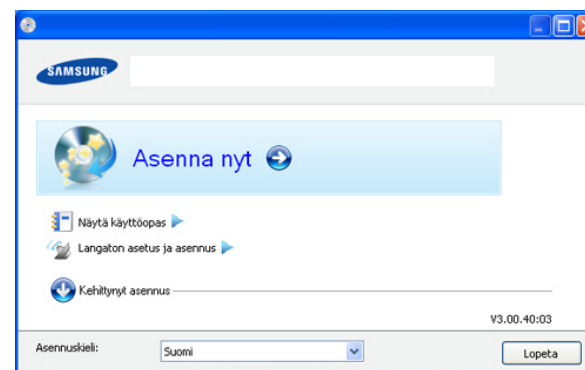 SAMSUNG
Asenna nyt
Näytä käyttöopas
Langaton asetus ja asennus
Kehittynyt asennus
V3.00.40:03
Asennuskieli:
Suomi
Lopeta